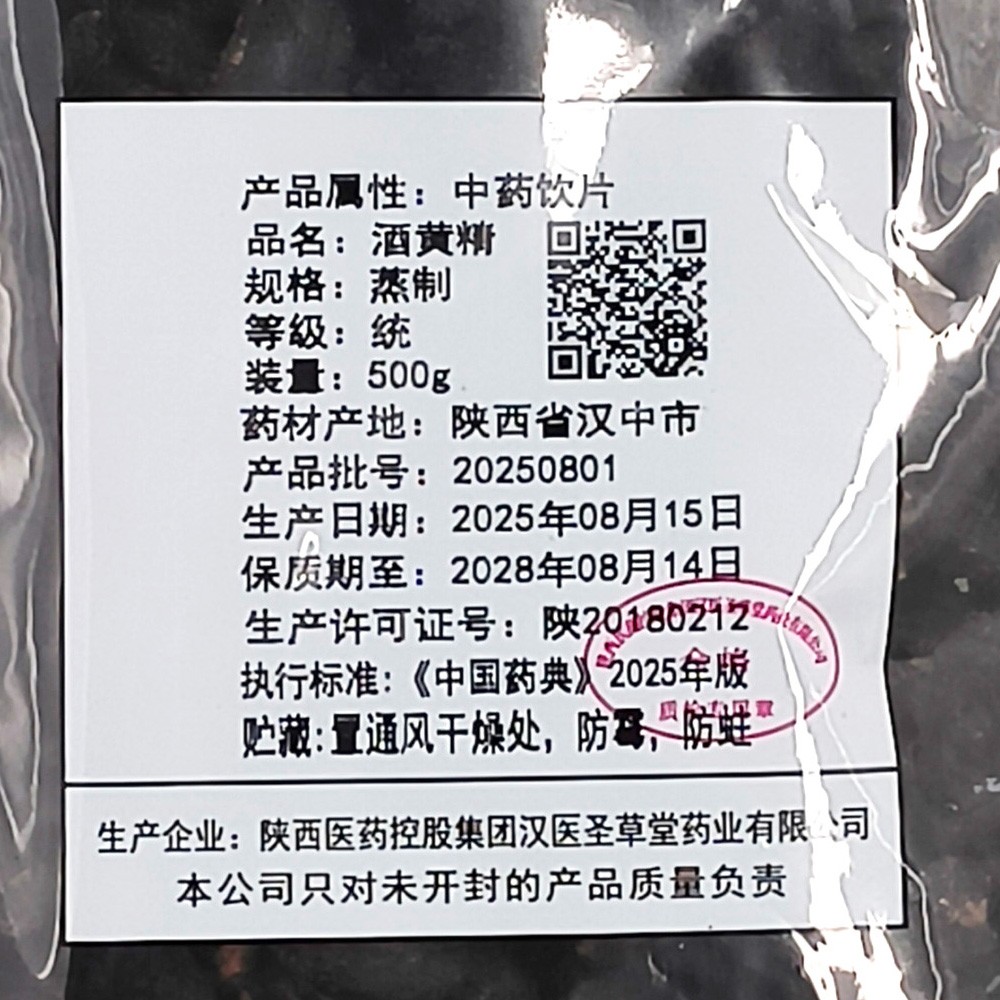 产品属性：中药饮片
品名：酒黄精
规格：蒸制
等级：统
装量：500g
药材产地：陕西省汉中市
产品批号：20250801
生产日期：2025年08月15日
保质期至：2028年08月14日
生产许可证号：陕20180212
执行标准：《中国药典》2025年版
贮藏：置通风干燥处，防霉，防蛀
合格
质检专用章
生产企业：陕西医药控股集团汉医圣草堂药业有限公司
本公司只对未开封的产品质量负责